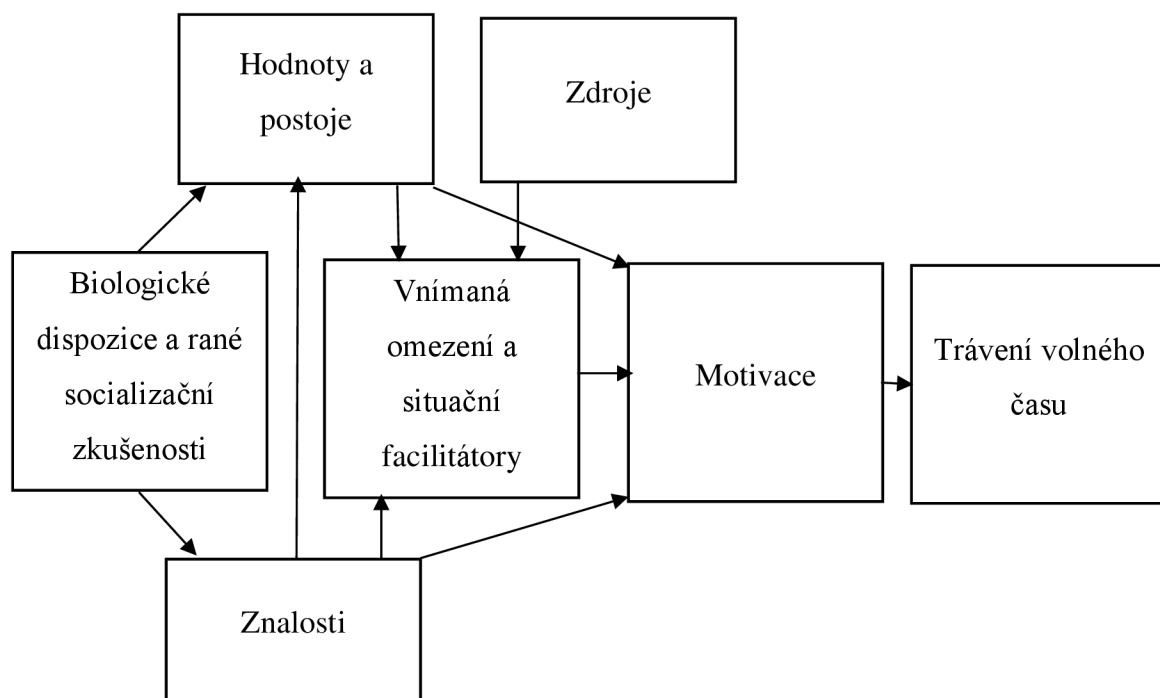 Hodnoty a
postoje
Zdroje
Biologické
dispozice a rané
socializační
zkušenosti
Vnímaná
omezení a
situační
facilitátory
Motivace
Trávení volného
času
Znalosti